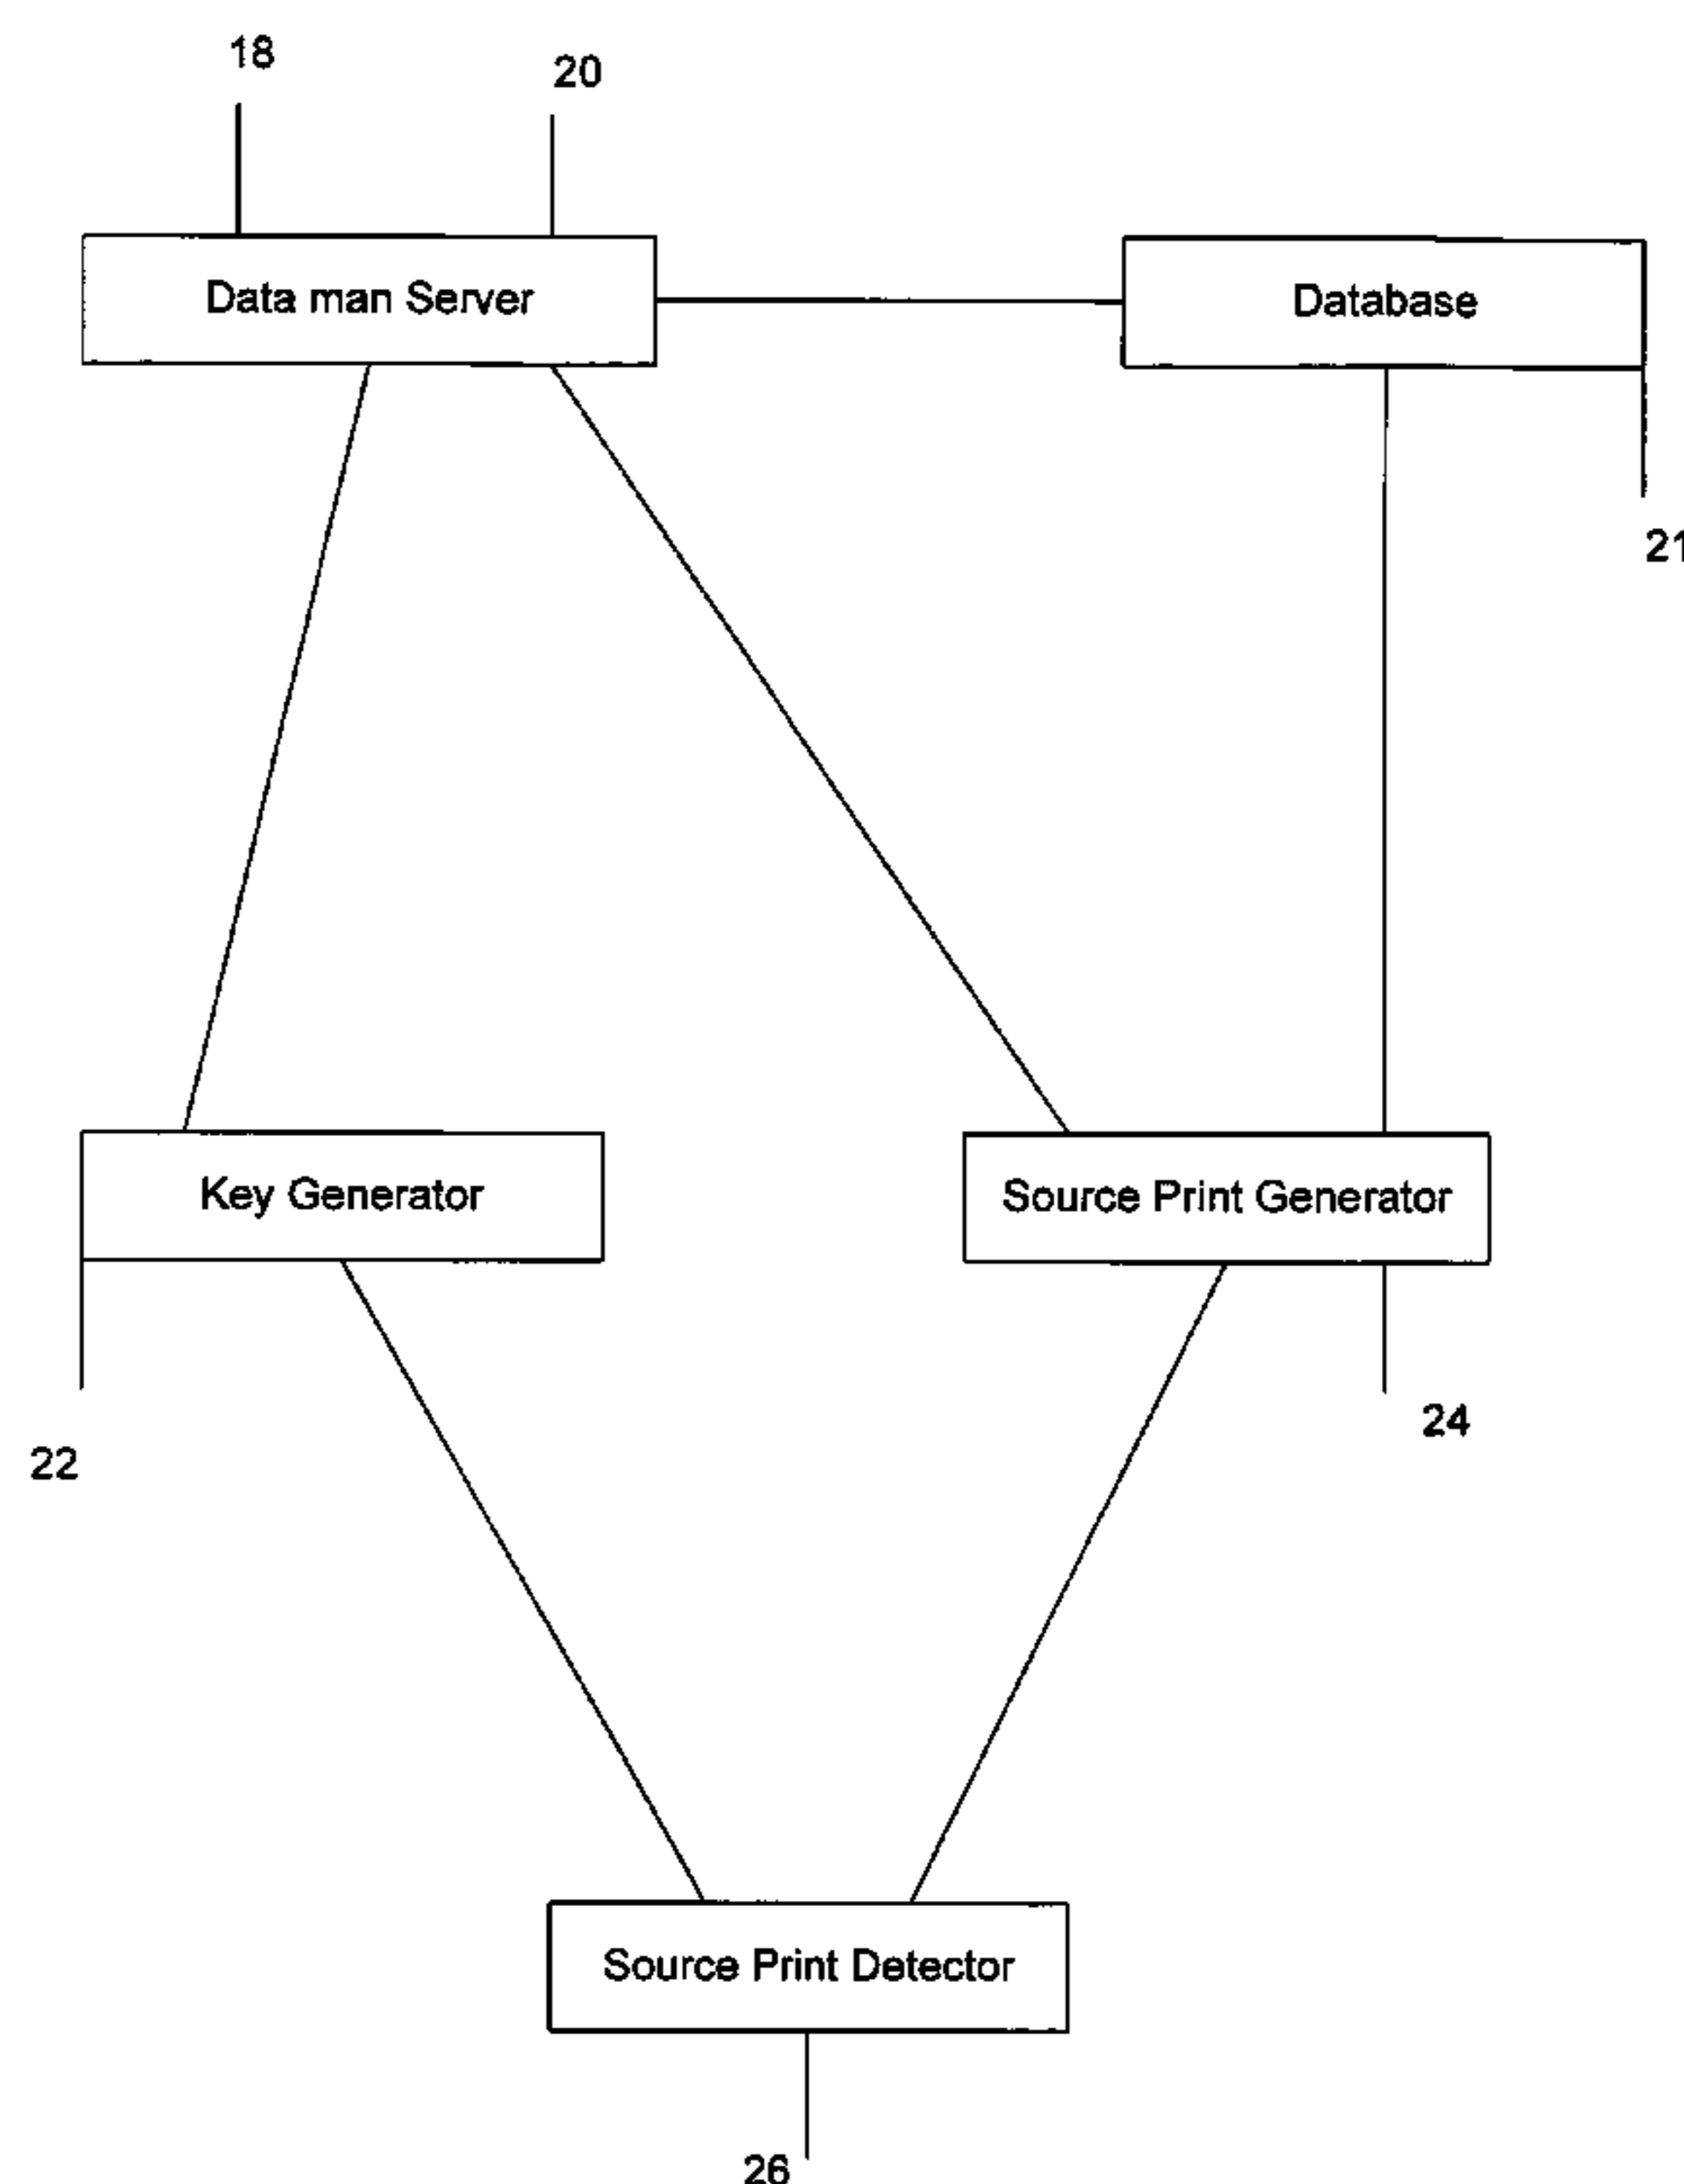 18
20
Data man Server
Database
21
Key Generator
Source Print Generator
24
22
Source Print Detector
26